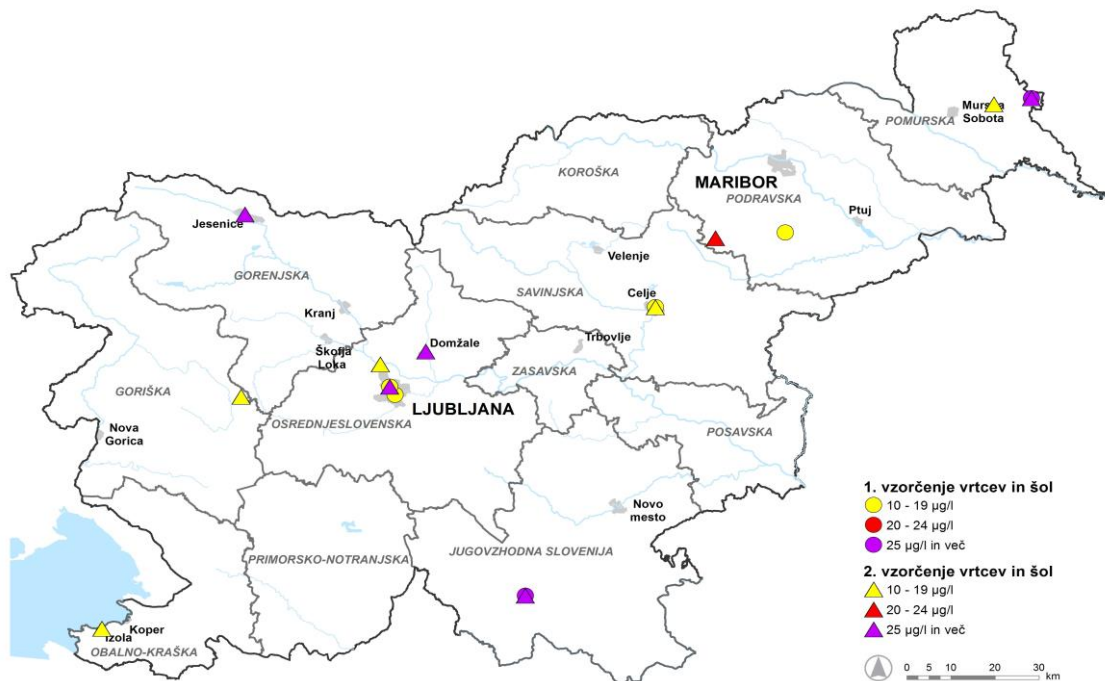 Murska
Sobota
POMURSKA
KOROŠKA
MARIBOR
PODRAVSKA
Ptuj
Jesenice
Velenje
GORENJSKA
SAVINJSKA
Celje
Kranj
Domžale
Trbovlje
Škofja
Loka
ZASAVSKA
GORIŠKA
LJUBLJANA
OSREDNJESLOVENSKA
POSAVSKA
Nova
Gorica
Novo
mesto
JUGOVZHODNA SLOVENIJA
PRIMORSKO-NOTRANJSKA
Koper
Izola
OBALNO-KRAŠKA
1. vzorčenje vrtcev in šol
10 - 19 µg/l
20 - 24 µg/l
25 µg/l in več
2. vzorčenje vrtcev in šol
10 - 19 µg/l
20 - 24 µg/l
25 µg/l in več
0 5 10 20 30
km